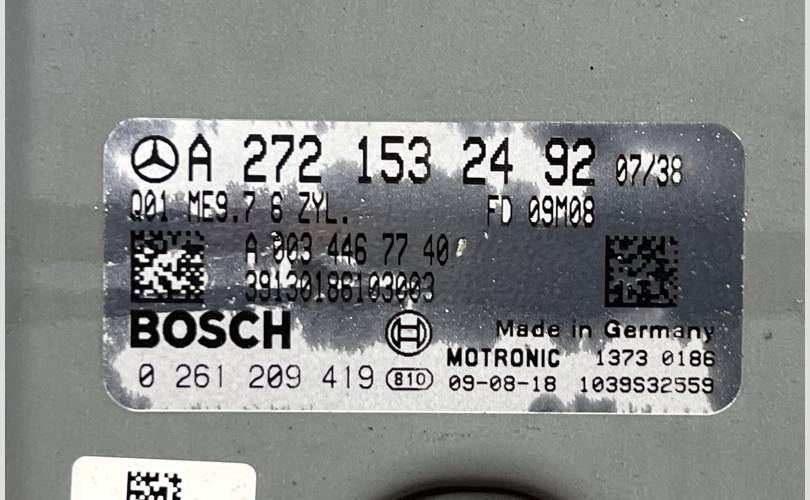 A 272 153 24 92 07/38
Q01 ME9.7 6 ZYL. FD 09M08
A 003 446 77 40
39130186103003
BOSCH
Made in Germany
MOTRONIC 1373 0186
0 261 209 419 810 09-08-18 1039S32559